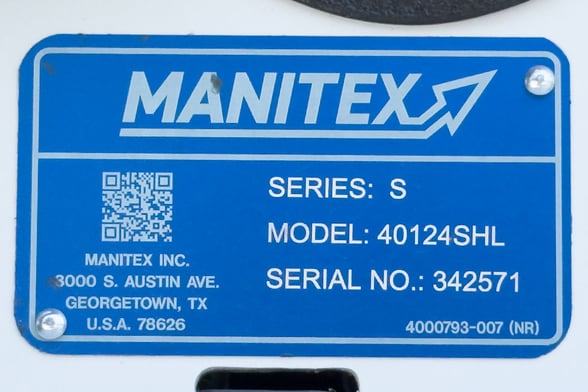 MANITEX
SERIES: S
MODEL: 40124SHL
SERIAL NO.: 342571
MANITEX INC.
3000 S. AUSTIN AVE.
GEORGETOWN, TX
U.S.A. 78626
4000793-007 (NR)